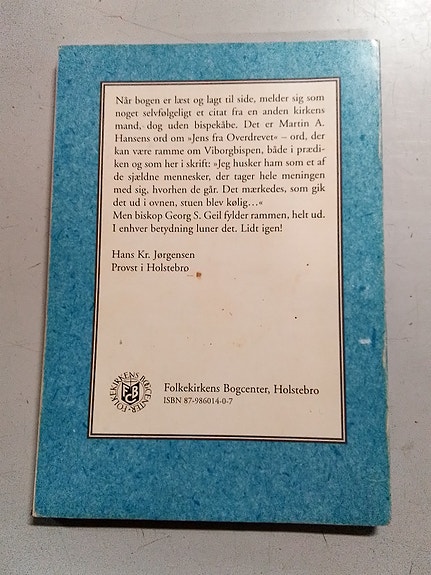 Når bogen er læst og lagt til side, melder sig som
noget selvfølgeligt et citat fra en anden kirkens
mand, dog uden bispekåbe. Det er Martin A.
Hansens ord om »Jens fra Overdrevet« – ord, der
kan være ramme om Viborgbispen, både i prædi-
ken og som her i skrift: »Jeg husker ham som et af
de sjældne mennesker, der tager hele meningen
med sig, hvorhen de går. Det mærkedes, som gik
det ud i ovnen, stuen blev kølig...«
Men biskop Georg S. Geil fylder rammen, helt ud.
I enhver betydning luner det. Lidt igen!
Hans Kr. Jørgensen
Provst i Holstebro
FOLKEKIRKENS BOGCENTER
Folkekirkens Bogcenter, Holstebro
ISBN 87-986014-0-7